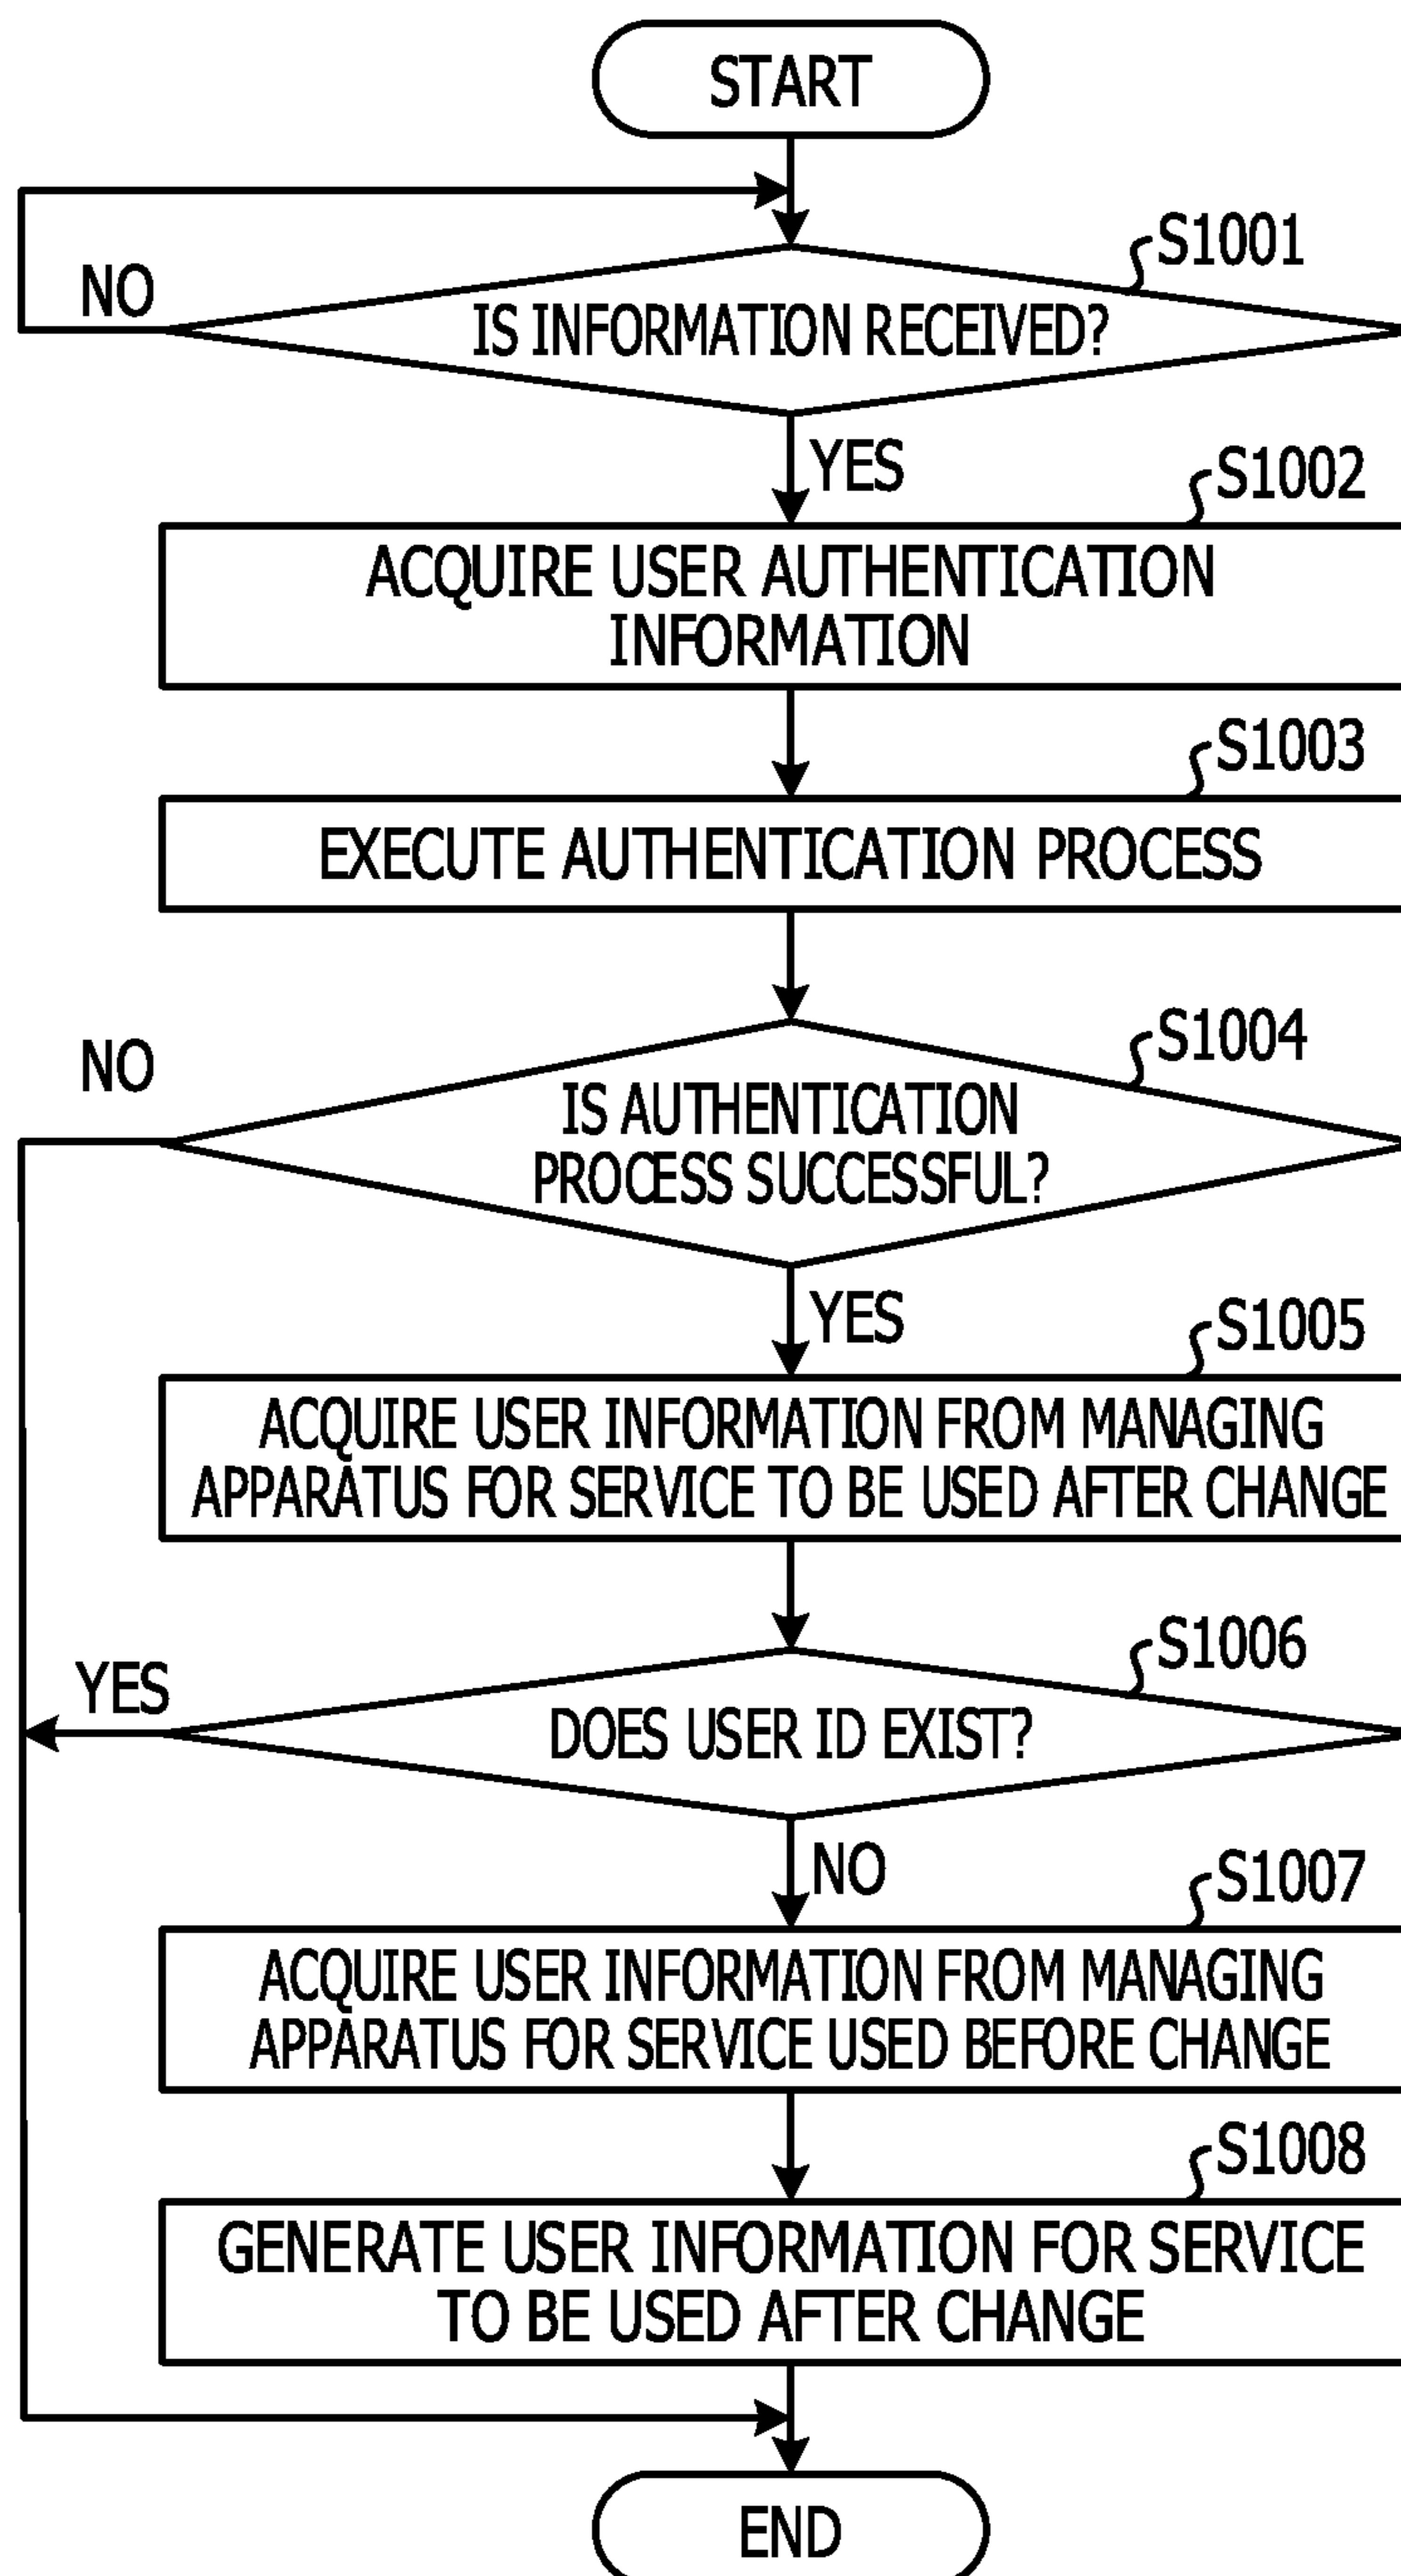 START
S1001
NO
IS INFORMATION RECEIVED?
YES
S1002
ACQUIRE USER AUTHENTICATION
INFORMATION
S1003
EXECUTE AUTHENTICATION PROCESS
S1004
NO
IS AUTHENTICATION
PROCESS SUCCESSFUL?
YES
S1005
ACQUIRE USER INFORMATION FROM MANAGING
APPARATUS FOR SERVICE TO BE USED AFTER CHANGE
S1006
YES
DOES USER ID EXIST?
NO
S1007
ACQUIRE USER INFORMATION FROM MANAGING
APPARATUS FOR SERVICE USED BEFORE CHANGE
S1008
GENERATE USER INFORMATION FOR SERVICE
TO BE USED AFTER CHANGE
END